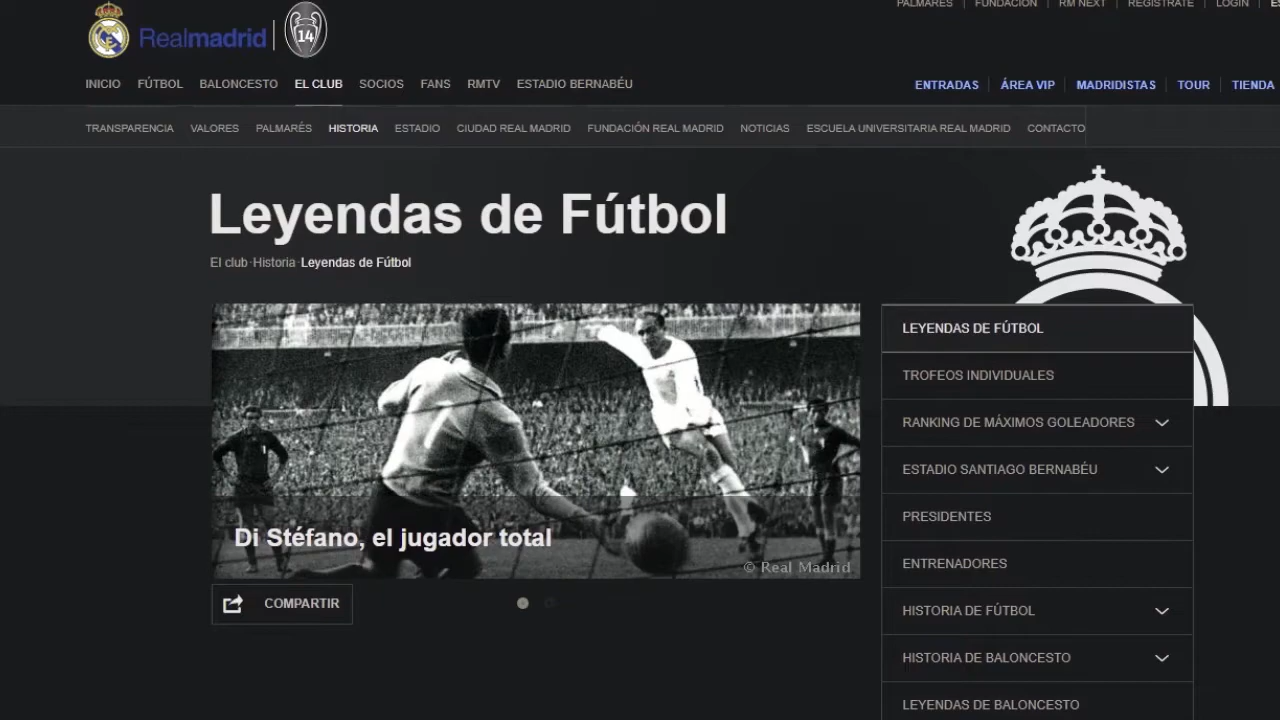 PALMARÉS | FUNDACIÓN | RM NEXT | REGÍSTRATE | LOGIN |
Realmadrid | 14
INICIO FÚTBOL BALONCESTO EL CLUB SOCIOS FANS RMTV ESTADIO BERNABÉU
ENTRADAS ÁREA VIP MADRIDISTAS TOUR TIENDA
TRANSPARENCIA VALORES PALMARÉS HISTORIA ESTADIO CIUDAD REAL MADRID FUNDACIÓN REAL MADRID NOTICIAS ESCUELA UNIVERSITARIA REAL MADRID CONTACTO
Leyendas de Fútbol
El club·Historia·Leyendas de Fútbol
Di Stéfano, el jugador total
© Real Madrid
COMPARTIR
LEYENDAS DE FÚTBOL
TROFEOS INDIVIDUALES
RANKING DE MÁXIMOS GOLEADORES
ESTADIO SANTIAGO BERNABÉU
PRESIDENTES
ENTRENADORES
HISTORIA DE FÚTBOL
HISTORIA DE BALONCESTO
LEYENDAS DE BALONCESTO